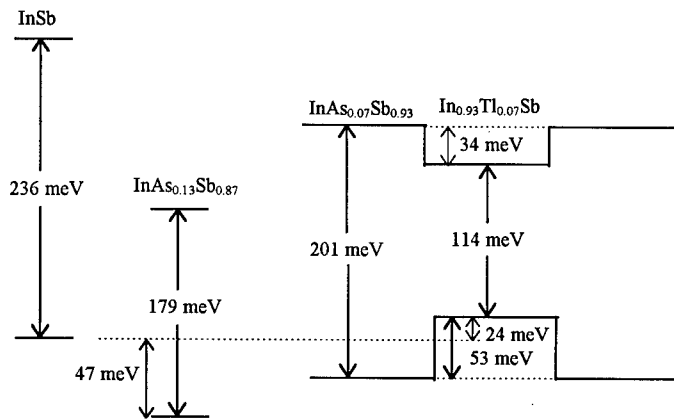 InSb
InAs₀.₀₇Sb₀.₉₃
In₀.₉₃Tl₀.₀₇Sb
34 meV
236 meV
InAs₀.₁₃Sb₀.₈₇
201 meV
114 meV
179 meV
24 meV
47 meV
53 meV